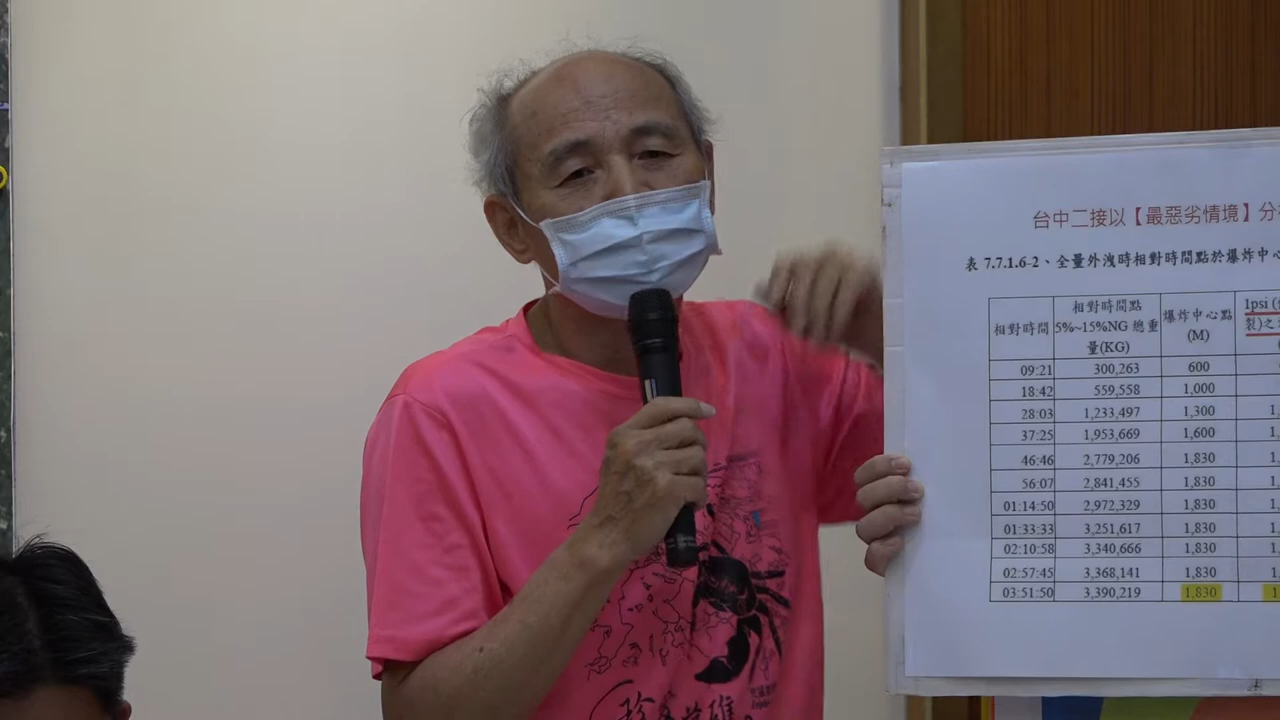 台中二接以【最惡劣情境】分
表 7.7.1.6-2、全量外洩時相對時間點於爆炸中心
相對時間 相對時間點 5%~15%NG 總重量(KG) 爆炸中心點(M) 1psi
裂)之
09:21 300,263 600
18:42 559,558 1,000
28:03 1,233,497 1,300
37:25 1,953,669 1,600
46:46 2,779,206 1,830
56:07 2,841,455 1,830
01:14:50 2,972,329 1,830
01:33:33 3,251,617 1,830
02:10:58 3,340,666 1,830
02:57:45 3,368,141 1,830
03:51:50 3,390,219 1,830